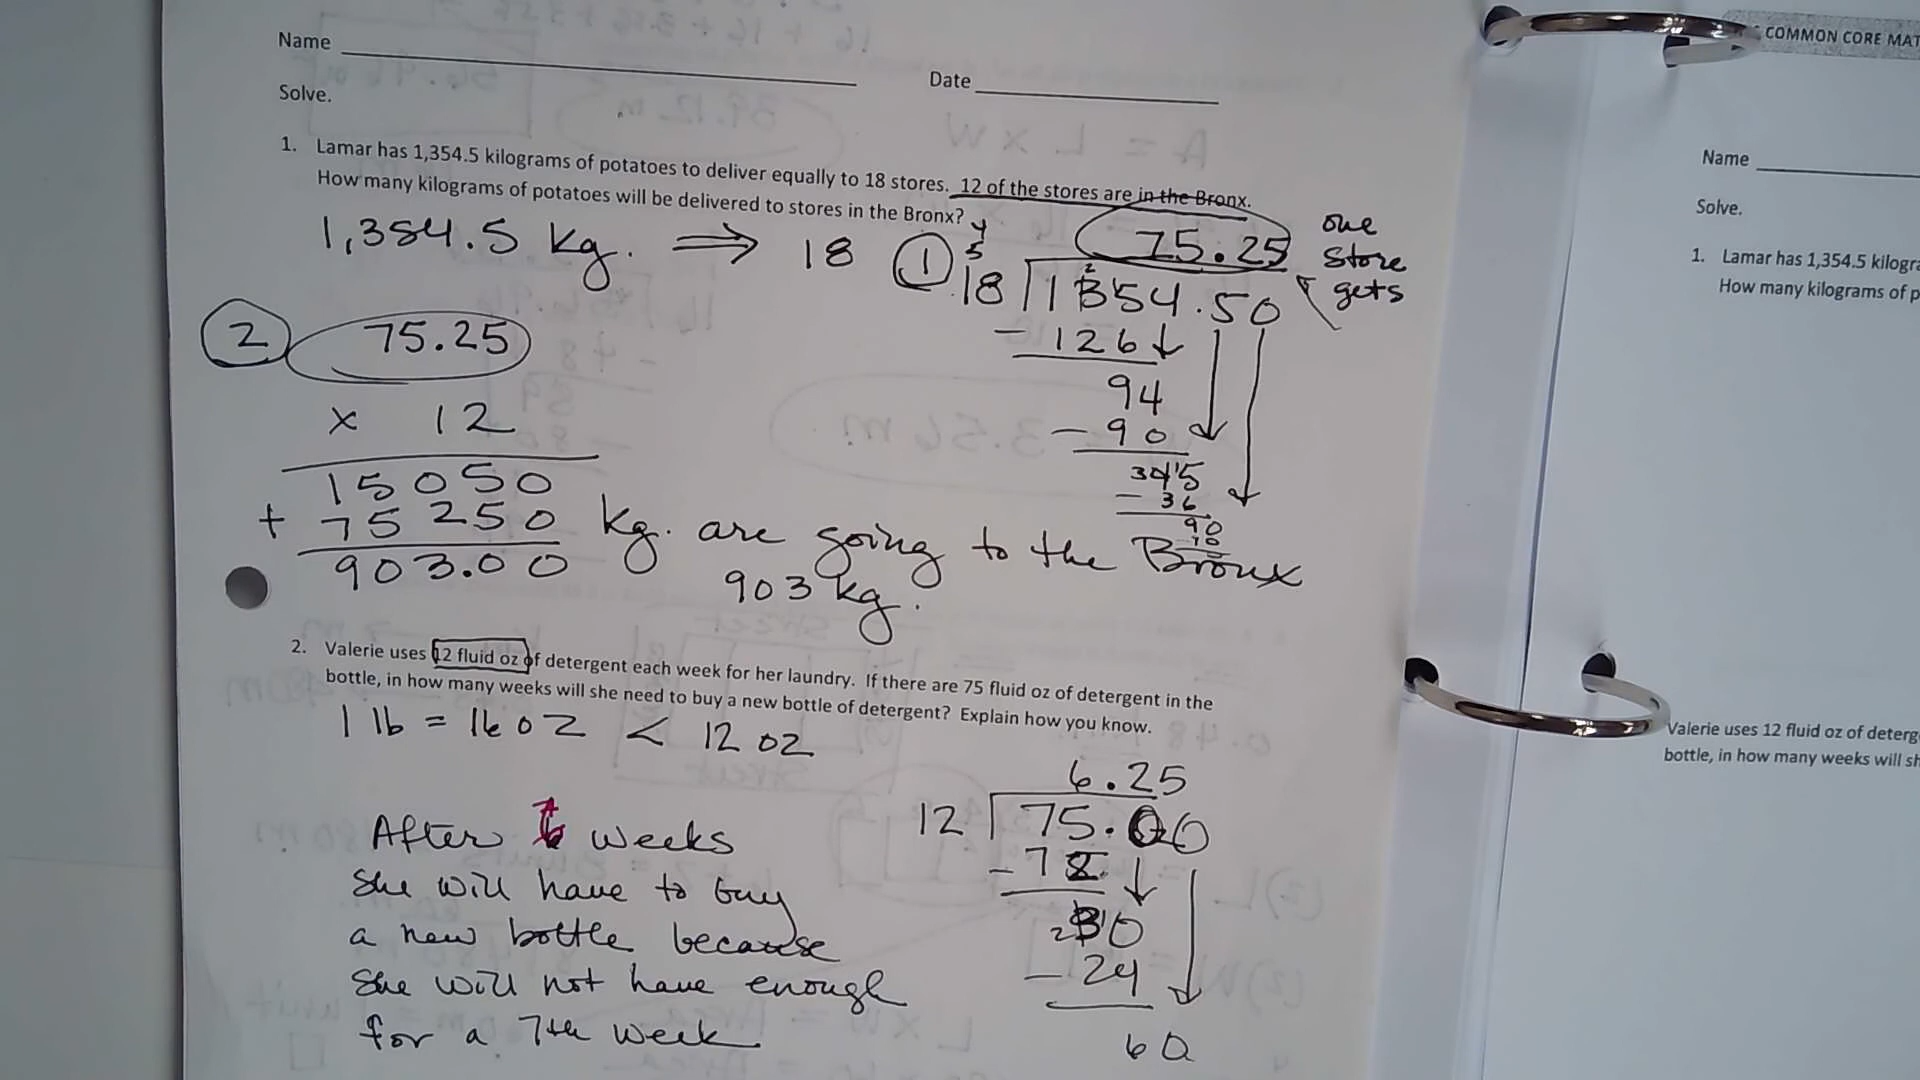 COMMON CORE MAT
Name
Date
Solve.
1. Lamar has 1,354.5 kilograms of potatoes to deliver equally to 18 stores. 12 of the stores are in the Bronx.
How many kilograms of potatoes will be delivered to stores in the Bronx?
1,354.5 kg. ⇒ 18
1
4
5
75.25
one
store
gets
18 1354.50
- 126
94
- 90
45
- 36
90
90
0
2
75.25
x 12
15050
+ 75250
903.00 kg. are going to the Bronx
903 kg.
2. Valerie uses 12 fluid oz of detergent each week for her laundry. If there are 75 fluid oz of detergent in the
bottle, in how many weeks will she need to buy a new bottle of detergent? Explain how you know.
1 lb = 16 oz < 12 oz
6.25
12 75.00
- 72
30
- 24
60
After 6 weeks
she will have to buy
a new bottle because
she will not have enough
for a 7th week
Name
Solve.
1. Lamar has 1,354.5 kilogra
How many kilograms of p
Valerie uses 12 fluid oz of deterg
bottle, in how many weeks will sh